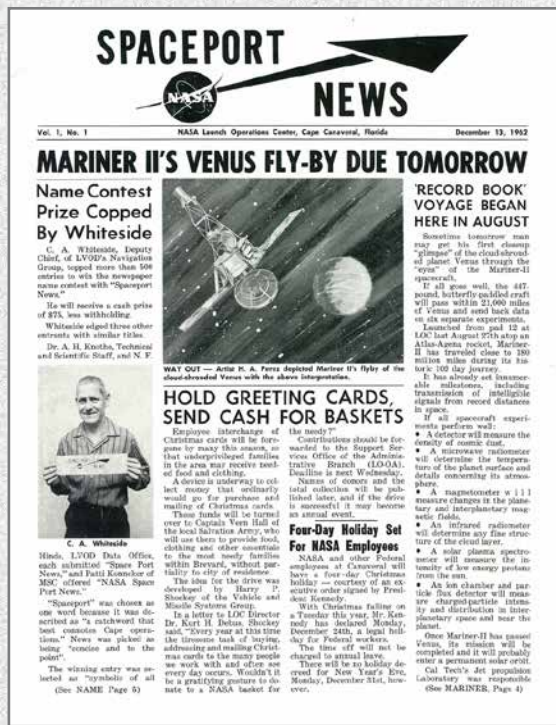 SPACEPORT
NASA
NEWS
Vol. 1, No. 1
NASA Launch Operations Center, Cape Canaveral, Florida
December 13, 1962
MARINER II'S VENUS FLY-BY DUE TOMORROW
Name Contest
Prize Copped
By Whiteside
C. A. Whiteside, Deputy
Chief, of LVOD's Navigation
Group, topped more than 500
entries to win the newspaper
name contest with "Spaceport
News."
He will receive a cash prize
of $75, less withholding.
Whiteside edged three other
entrants with similar titles.
Dr. A. H. Knothe, Technical
and Scientific Staff, and N. F.
C. A. Whiteside
Hinds, LVOD Data Office,
each submitted "Space Port
News," and Patti Konneker of
MSC offered "NASA Space
Port News."
"Spaceport" was chosen as
one word because it was de-
scribed as "a catchword that
best connotes Cape opera-
tions." News was picked as
being "concise and to the
point".
The winning entry was se-
lected as "symbolic of all
(See NAME Page 5)
WAY OUT — Artist H. A. Perez depicted Mariner II's flyby of the
cloud-shrouded Venus with the above interpretation.
HOLD GREETING CARDS,
SEND CASH FOR BASKETS
Employee interchange of
Christmas cards will be fore-
gone by many this season, so
that underprivileged families
in the area may receive need-
ed food and clothing.
A device is underway to col-
lect money that ordinarily
would go for purchase and
mailing of Christmas cards.
These funds will be turned
over to Captain Vern Hall of
the local Salvation Army, who
will use them to provide food,
clothing and other essentials
to the most needy families
within Brevard, without par-
tiality to city of residence.
The idea for the drive was
developed by Harry P.
Shockey of the Vehicle and
Missile Systems Group.
In a letter to LOC Director
Dr. Kurt H. Debus, Shockey
said, "Every year at this time
the tiresome task of buying,
addressing and mailing Christ-
mas cards to the many people
we work with and often see
every day occurs. Wouldn't it
be a gratifying gesture to do-
nate to a NASA basket for
the needy?"
Contributions should be for-
warded to the Support Ser-
vices Office of the Adminis-
trative Branch (LO-OA).
Deadline is next Wednesday.
Names of donors and the
total collection will be pub-
lished later, and if the drive
is successful it may become
an annual event.
Four-Day Holiday Set
For NASA Employees
NASA and other Federal
employees at Canaveral will
have a four-day Christmas
holiday — courtesy of an ex-
ecutive order signed by Presi-
dent Kennedy.
With Christmas falling on
a Tuesday this year, Mr. Ken-
nedy has declared Monday,
December 24th, a legal holi-
day for Federal workers.
The time off will not be
charged to annual leave.
There will be no holiday de-
creed for New Year's Eve,
Monday, December 31st, how-
ever.
'RECORD BOOK'
VOYAGE BEGAN
HERE IN AUGUST
Sometime tomorrow man
may get his first closeup
"glimpse" of the cloud-shroud-
ed planet Venus through the
"eyes" of the Mariner-II
spacecraft.
If all goes well, the 447-
pound, butterfly-paddled craft
will pass within 21,000 miles
of Venus and send back data
on six separate experiments.
Launched from pad 12 at
LOC last August 27th atop an
Atlas-Agena rocket, Mariner-
II has traveled close to 180
million miles during its his-
toric 109 day journey.
It has already set innumer-
able milestones, including
transmission of intelligible
signals from record distances
in space.
If all spacecraft experi-
ments perform well:
• A detector will measure the
density of cosmic dust.
• A microwave radiometer
will determine the tempera-
ture of the planet surface and
details concerning its atmos-
phere.
• A magnetometer will
measure changes in the plane-
tary and interplanetary mag-
netic fields.
• An infrared radiometer
will determine any fine struc-
ture of the cloud layer.
• A solar plasma spectro-
meter will measure the in-
tensity of low energy protons
from the sun.
• An ion chamber and par-
ticle flux detector will mea-
sure charged-particle intens-
ity and distribution in inter-
planetary space and near the
planet.
Once Mariner-II has passed
Venus, its mission will be
completed and it will probably
enter a permanent solar orbit.
Cal Tech's Jet propulsion
Laboratory was responsible
(See MARINER, Page 4)